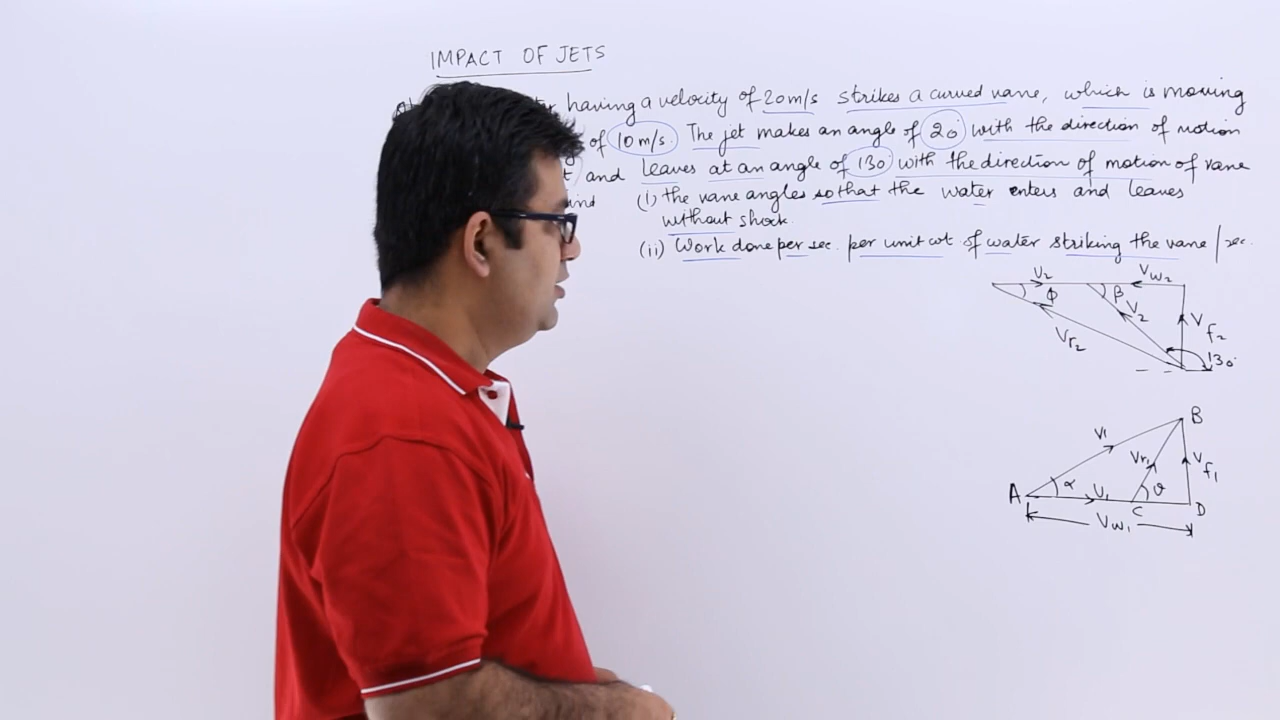 IMPACT OF JETS
having a velocity of 20m/s strikes a curved vane, which is moving
of 10m/s. The jet makes an angle of 20° with the direction of motion
and leaves at an angle of 130° with the direction of motion of vane
(i) the vane angles so that the water enters and leaves
without shock.
(ii) Work done per sec. per unit wt of water striking the vane / sec.
V2 Vw2
ϕ β
V2
Vr2
Vf2
130°
B
V1
Vr1
Vf1
A α V1 C θ D
Vw1